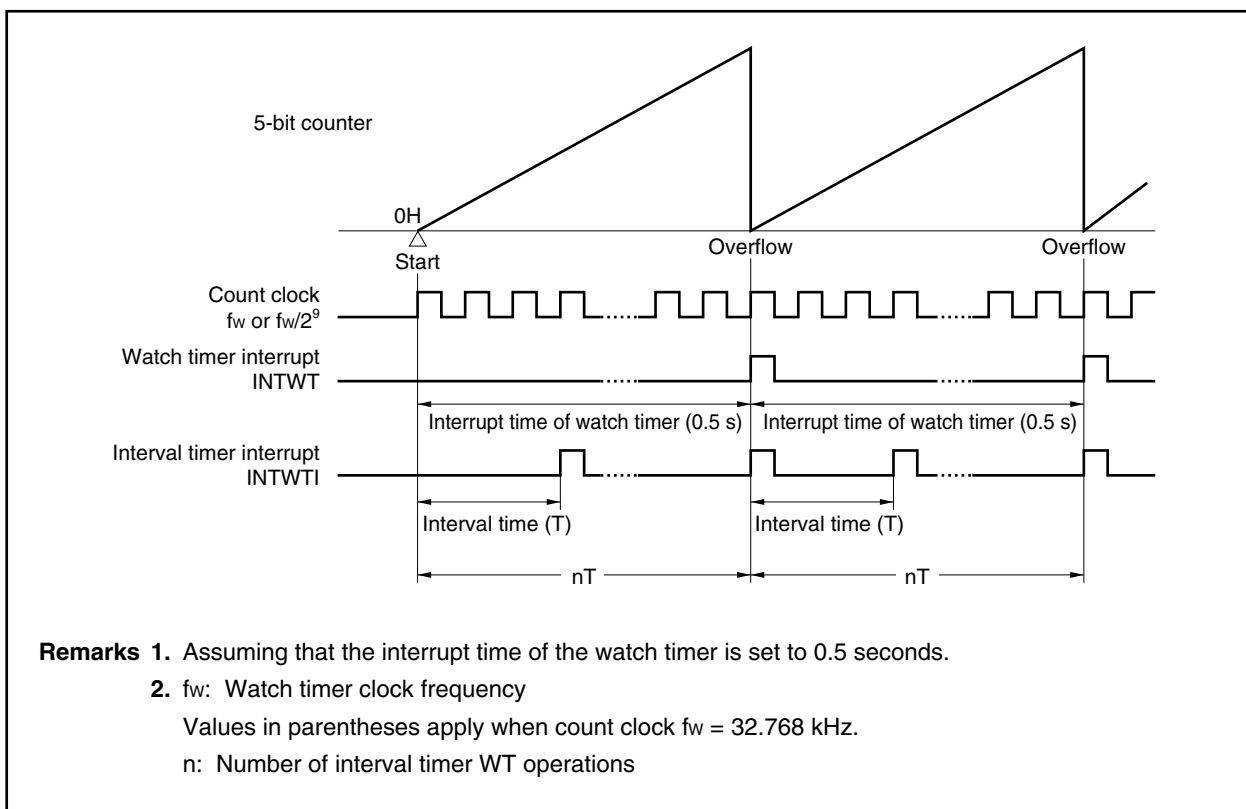 5-bit counter
0H
Start
Overflow
Overflow
Count clock
fW or fW/2⁹
Watch timer interrupt
INTWT
Interrupt time of watch timer (0.5 s)
Interrupt time of watch timer (0.5 s)
Interval timer interrupt
INTWTI
Interval time (T)
Interval time (T)
nT
nT
Remarks 1. Assuming that the interrupt time of the watch timer is set to 0.5 seconds.
2. fW: Watch timer clock frequency
Values in parentheses apply when count clock fW = 32.768 kHz.
n: Number of interval timer WT operations